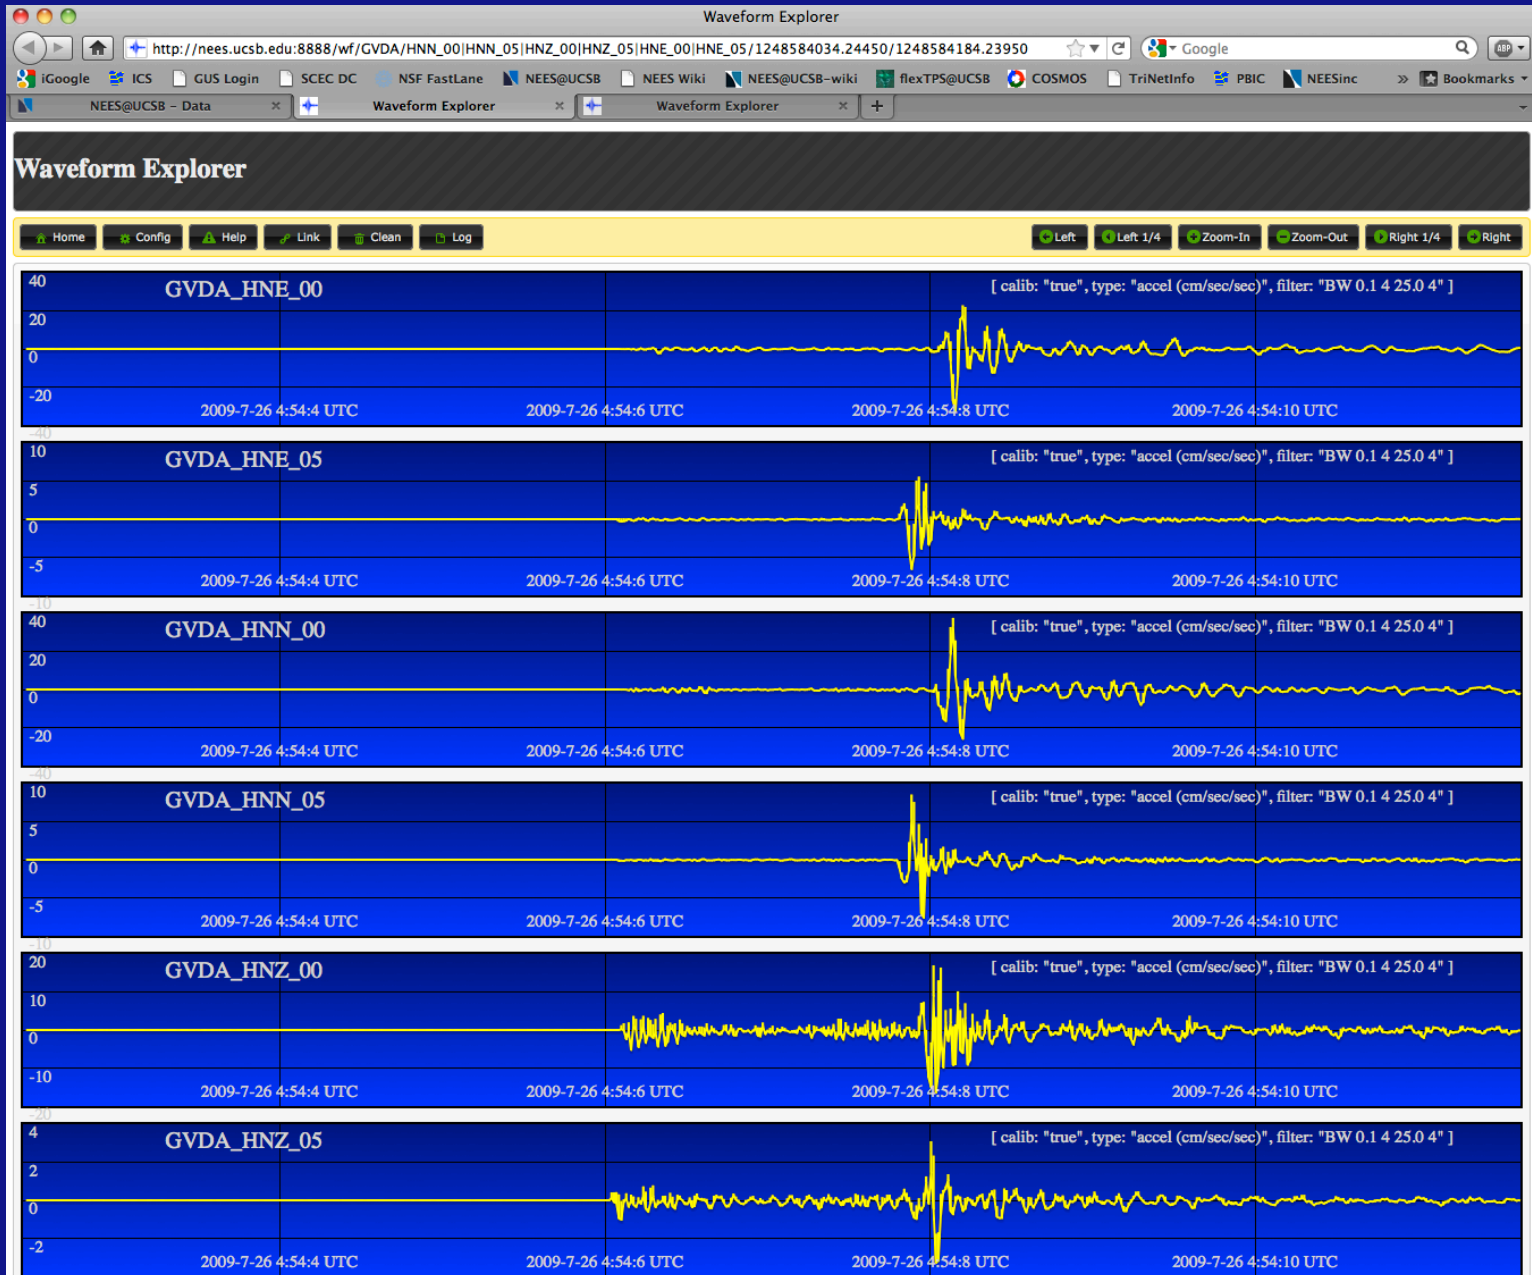 Waveform Explorer
http://nees.ucsb.edu:8888/wf/GVDA/HNN_00|HNN_05|HNZ_00|HNZ_05|HNE_00|HNE_05/1248584034.24450/1248584184.23950 Google ABP
iGoogle ICS GUS Login SCEC DC NSF FastLane NEES@UCSB NEES Wiki NEES@UCSB-wiki flexTPS@UCSB COSMOS TriNetInfo PBIC NEESinc » Bookmarks
NEES@UCSB - Data × Waveform Explorer × Waveform Explorer × +
Waveform Explorer
Home Config Help Link Clean Log Left Left 1/4 Zoom-In Zoom-Out Right 1/4 Right
40 GVDA_HNE_00 [ calib: "true", type: "accel (cm/sec/sec)", filter: "BW 0.1 4 25.0 4" ]
20
0
-20
2009-7-26 4:54:4 UTC 2009-7-26 4:54:6 UTC 2009-7-26 4:54:8 UTC 2009-7-26 4:54:10 UTC
-40
10 GVDA_HNE_05 [ calib: "true", type: "accel (cm/sec/sec)", filter: "BW 0.1 4 25.0 4" ]
5
0
-5
2009-7-26 4:54:4 UTC 2009-7-26 4:54:6 UTC 2009-7-26 4:54:8 UTC 2009-7-26 4:54:10 UTC
-10
40 GVDA_HNN_00 [ calib: "true", type: "accel (cm/sec/sec)", filter: "BW 0.1 4 25.0 4" ]
20
0
-20
2009-7-26 4:54:4 UTC 2009-7-26 4:54:6 UTC 2009-7-26 4:54:8 UTC 2009-7-26 4:54:10 UTC
-40
10 GVDA_HNN_05 [ calib: "true", type: "accel (cm/sec/sec)", filter: "BW 0.1 4 25.0 4" ]
5
0
-5
2009-7-26 4:54:4 UTC 2009-7-26 4:54:6 UTC 2009-7-26 4:54:8 UTC 2009-7-26 4:54:10 UTC
-10
20 GVDA_HNZ_00 [ calib: "true", type: "accel (cm/sec/sec)", filter: "BW 0.1 4 25.0 4" ]
10
0
-10
2009-7-26 4:54:4 UTC 2009-7-26 4:54:6 UTC 2009-7-26 4:54:8 UTC 2009-7-26 4:54:10 UTC
-20
4 GVDA_HNZ_05 [ calib: "true", type: "accel (cm/sec/sec)", filter: "BW 0.1 4 25.0 4" ]
2
0
-2
2009-7-26 4:54:4 UTC 2009-7-26 4:54:6 UTC 2009-7-26 4:54:8 UTC 2009-7-26 4:54:10 UTC